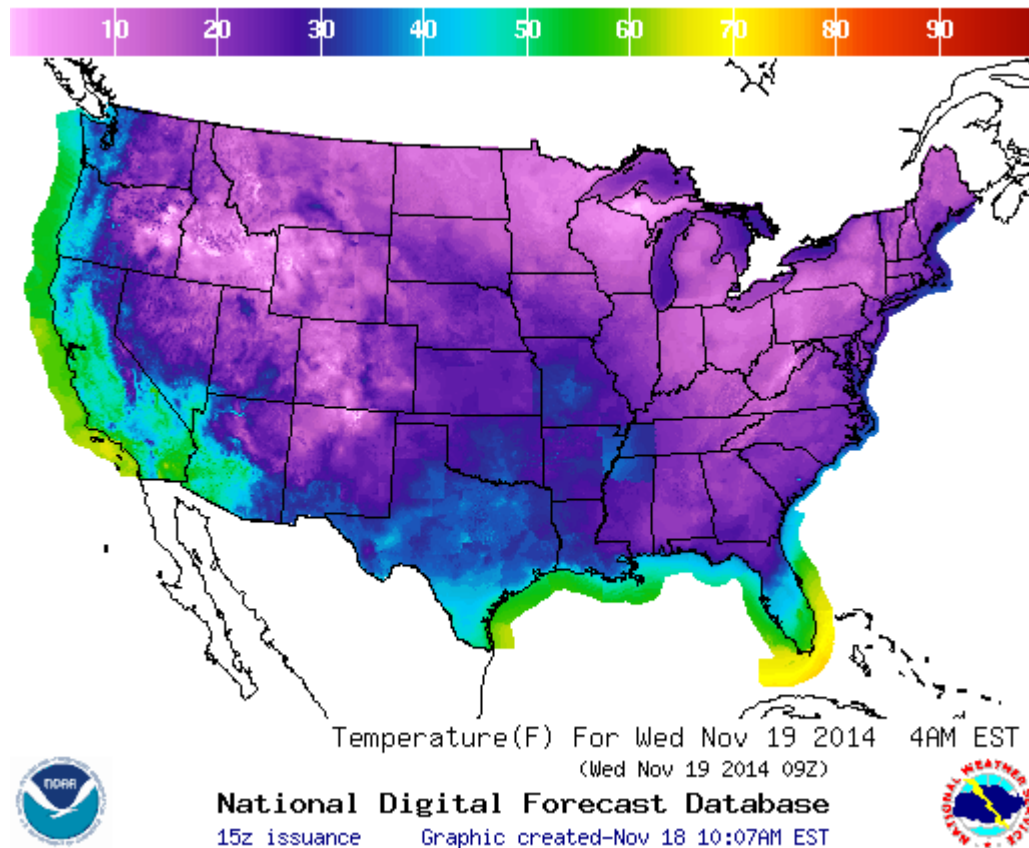 10 20 30 40 50 60 70 80 90
Temperature(F) For Wed Nov 19 2014 4AM EST
(Wed Nov 19 2014 09Z)
National Digital Forecast Database
15z issuance Graphic created-Nov 18 10:07AM EST
NOAA
NATIONAL WEATHER SERVICE